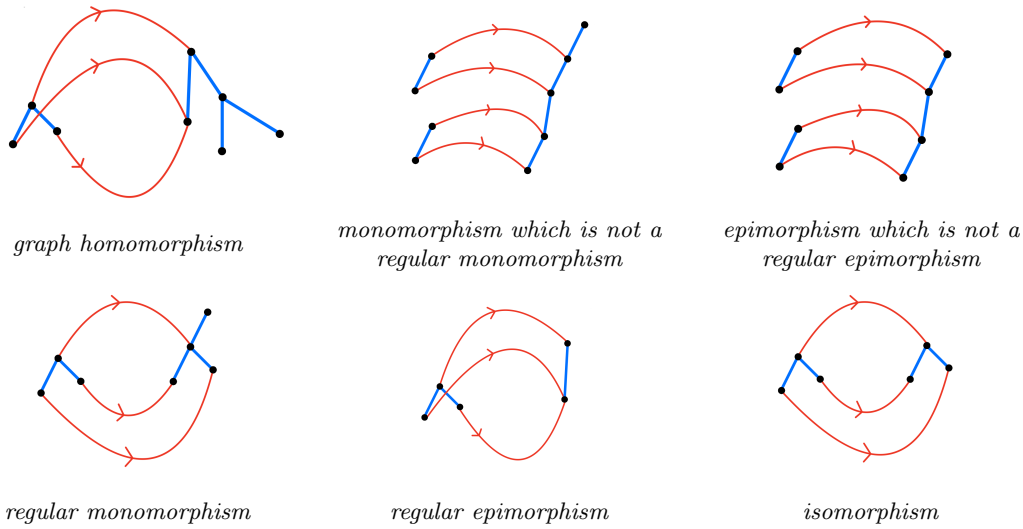 graph homomorphism
monomorphism which is not a
regular monomorphism
epimorphism which is not a
regular epimorphism
regular monomorphism
regular epimorphism
isomorphism